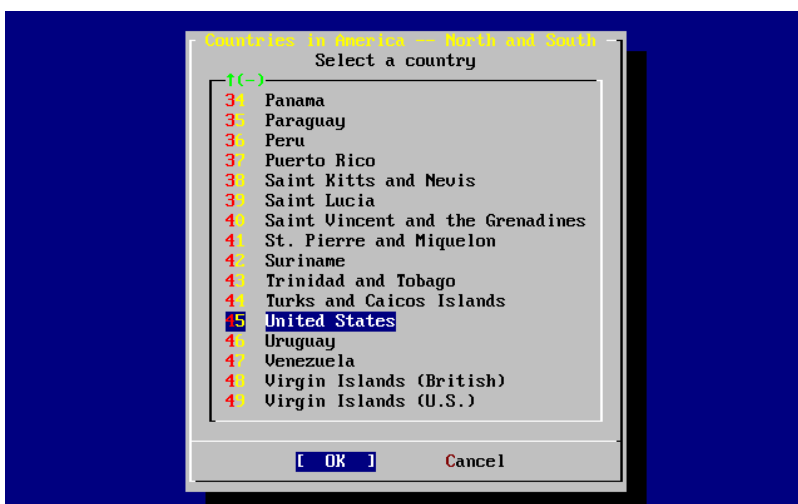 Countries in America -- North and South
Select a country
↑(-)
34 Panama
35 Paraguay
36 Peru
37 Puerto Rico
38 Saint Kitts and Nevis
39 Saint Lucia
40 Saint Vincent and the Grenadines
41 St. Pierre and Miquelon
42 Suriname
43 Trinidad and Tobago
44 Turks and Caicos Islands
45 United States
46 Uruguay
47 Venezuela
48 Virgin Islands (British)
49 Virgin Islands (U.S.)
[ OK ] Cancel